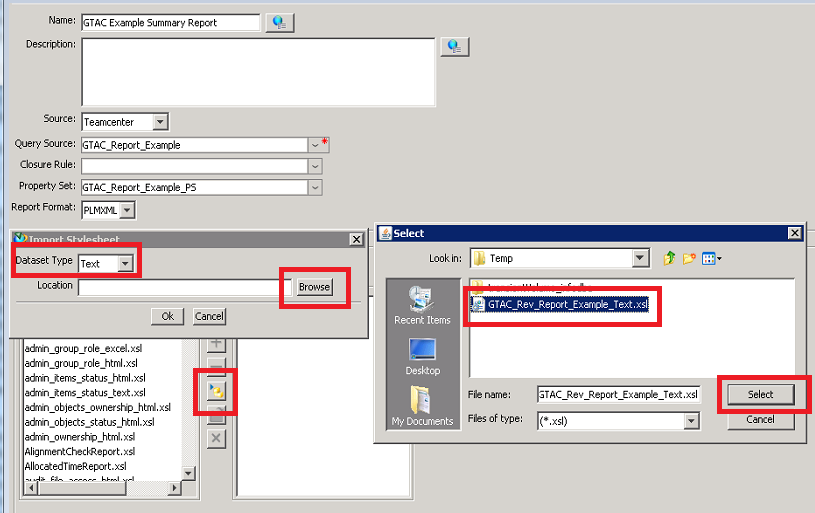 Name: GTAC Example Summary Report
Description:
Source: Teamcenter
Query Source: GTAC_Report_Example *
Closure Rule:
Property Set: GTAC_Report_Example_PS
Report Format: PLMXML
Import Stylesheet
Dataset Type Text
Location Browse
Ok Cancel
admin_group_role_excel.xsl
admin_group_role_html.xsl
admin_items_status_html.xsl
admin_items_status_text.xsl
admin_objects_ownership_html.xsl
admin_objects_status_html.xsl
admin_ownership_html.xsl
AlignmentCheckReport.xsl
AllocatedTimeReport.xsl
audit_file_access_html.xsl
Select
Look in: Temp
GTAC_Rev_Report_Example_Text.xsl
Recent Items
Desktop
My Documents
File name: GTAC_Rev_Report_Example_Text.xsl Select
Files of type: (*.xsl) Cancel